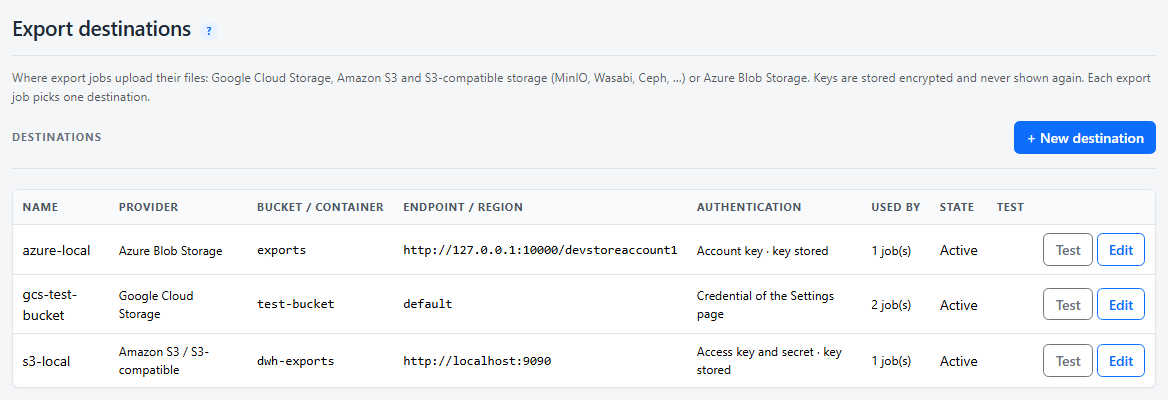 Export destinations ?
Where export jobs upload their files: Google Cloud Storage, Amazon S3 and S3-compatible storage (MinIO, Wasabi, Ceph, ...) or Azure Blob Storage. Keys are stored encrypted and never shown again. Each export
job picks one destination.
DESTINATIONS
+ New destination
NAME PROVIDER BUCKET / CONTAINER ENDPOINT / REGION AUTHENTICATION USED BY STATE TEST
azure-local Azure Blob Storage exports http://127.0.0.1:10000/devstoreaccount1 Account key · key stored 1 job(s) Active Test Edit
gcs-test-
bucket
Google Cloud
Storage
test-bucket default
Credential of the Settings
page
2 job(s) Active Test Edit
s3-local
Amazon S3 / S3-
compatible
dwh-exports http://localhost:9090
Access key and secret · key
stored
1 job(s) Active Test Edit